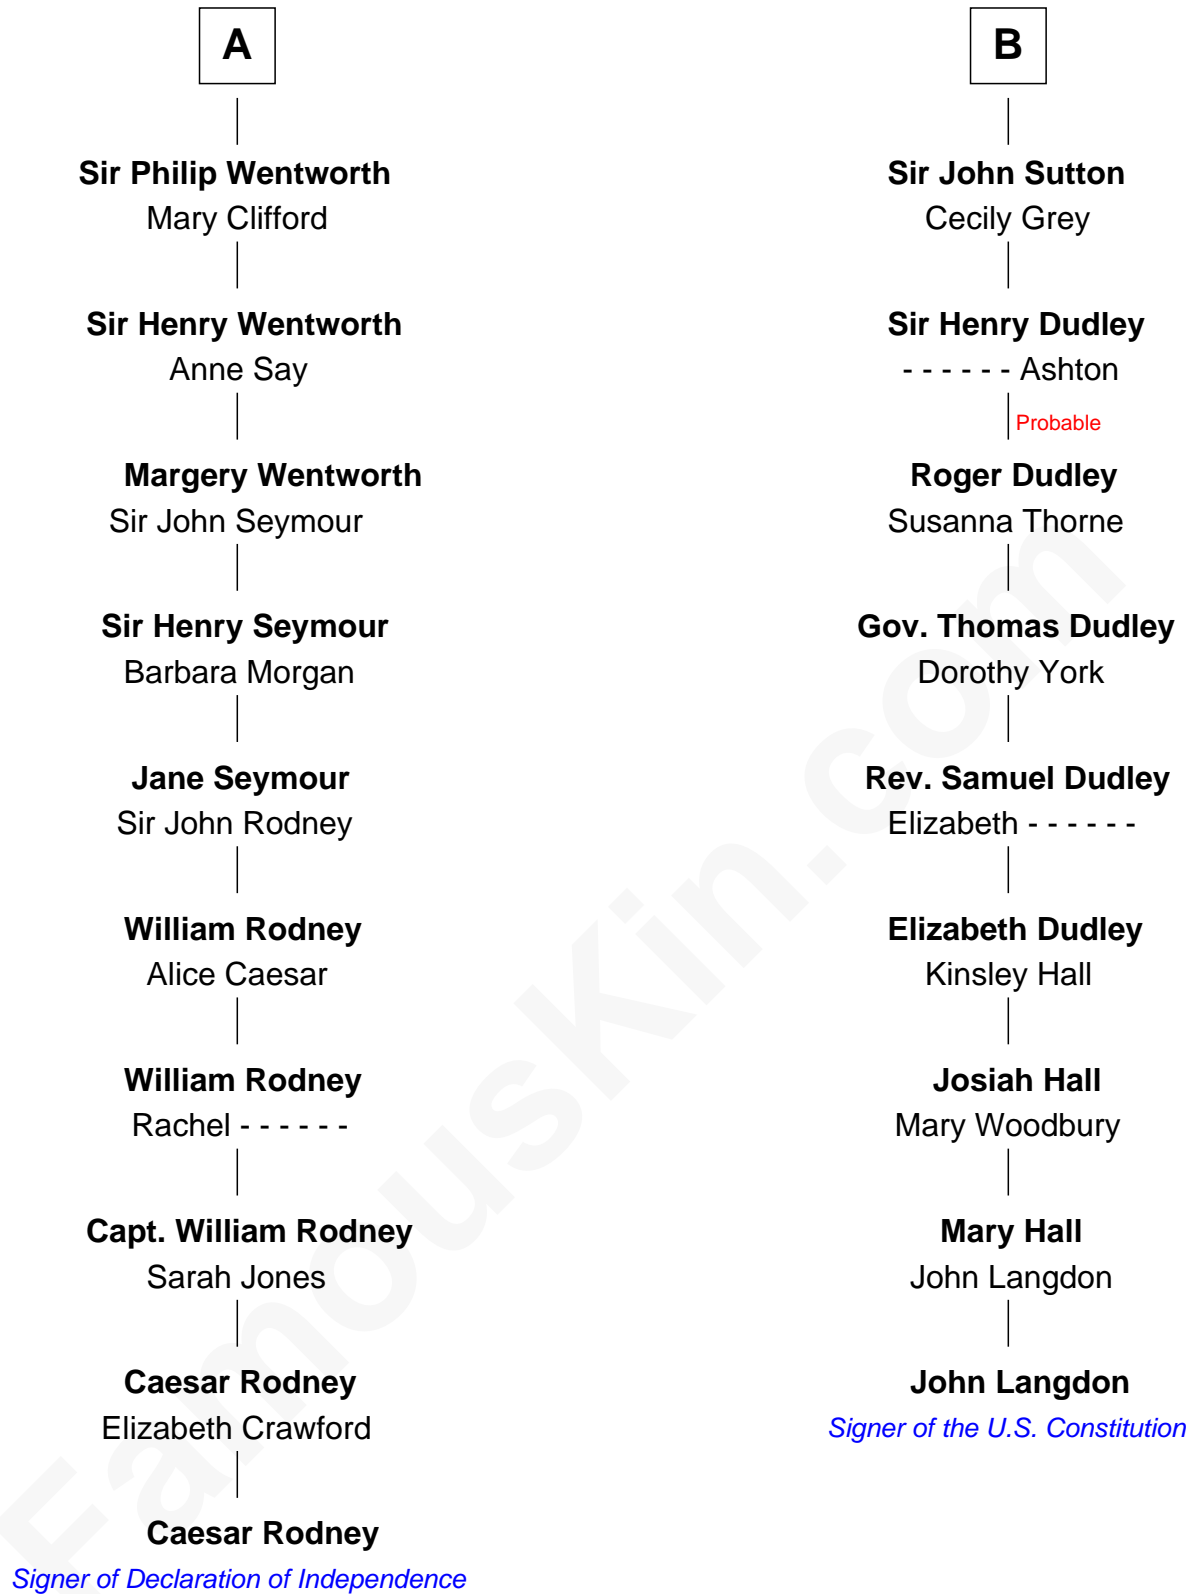 A
Sir Philip Wentworth
Mary Clifford
Sir Henry Wentworth
Anne Say
Margery Wentworth
Sir John Seymour
Sir Henry Seymour
Barbara Morgan
Jane Seymour
Sir John Rodney
William Rodney
Alice Caesar
William Rodney
Rachel - - - - - -
Capt. William Rodney
Sarah Jones
Caesar Rodney
Elizabeth Crawford
Caesar Rodney
Signer of Declaration of Independence
B
Sir John Sutton
Cecily Grey
Sir Henry Dudley
- - - - - - Ashton
Probable
Roger Dudley
Susanna Thorne
Gov. Thomas Dudley
Dorothy York
Rev. Samuel Dudley
Elizabeth - - - - - -
Elizabeth Dudley
Kinsley Hall
Josiah Hall
Mary Woodbury
Mary Hall
John Langdon
John Langdon
Signer of the U.S. Constitution
FamousKin.com